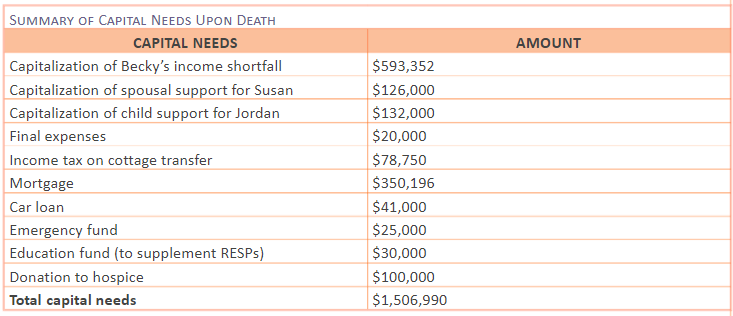 SUMMARY OF CAPITAL NEEDS UPON DEATH
CAPITAL NEEDS AMOUNT
Capitalization of Becky’s income shortfall $593,352
Capitalization of spousal support for Susan $126,000
Capitalization of child support for Jordan $132,000
Final expenses $20,000
Income tax on cottage transfer $78,750
Mortgage $350,196
Car loan $41,000
Emergency fund $25,000
Education fund (to supplement RESPs) $30,000
Donation to hospice $100,000
Total capital needs $1,506,990